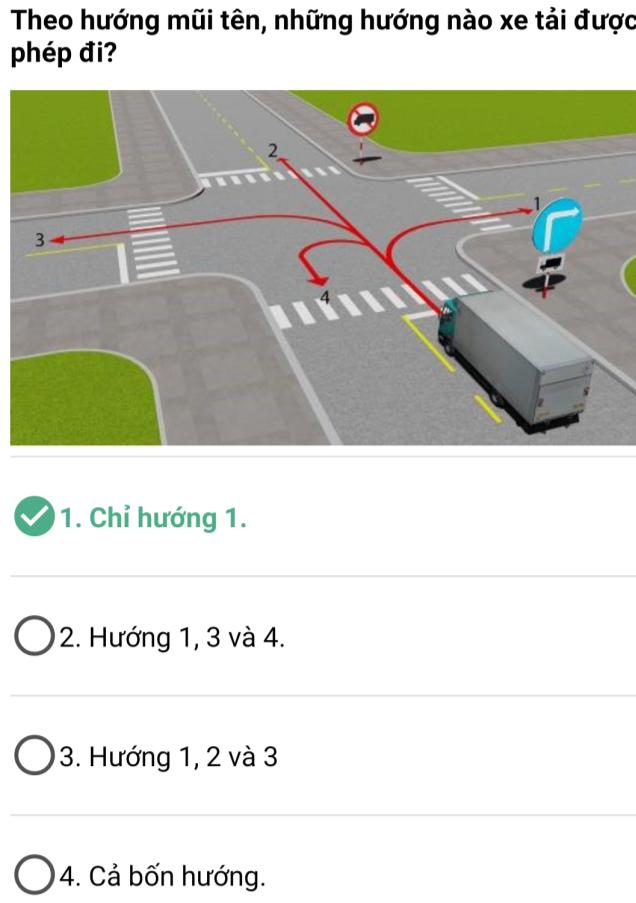 Theo hướng mũi tên, những hướng nào xe tải được
phép đi?
2
1
3
4
1. Chỉ hướng 1.
2. Hướng 1, 3 và 4.
3. Hướng 1, 2 và 3
4. Cả bốn hướng.